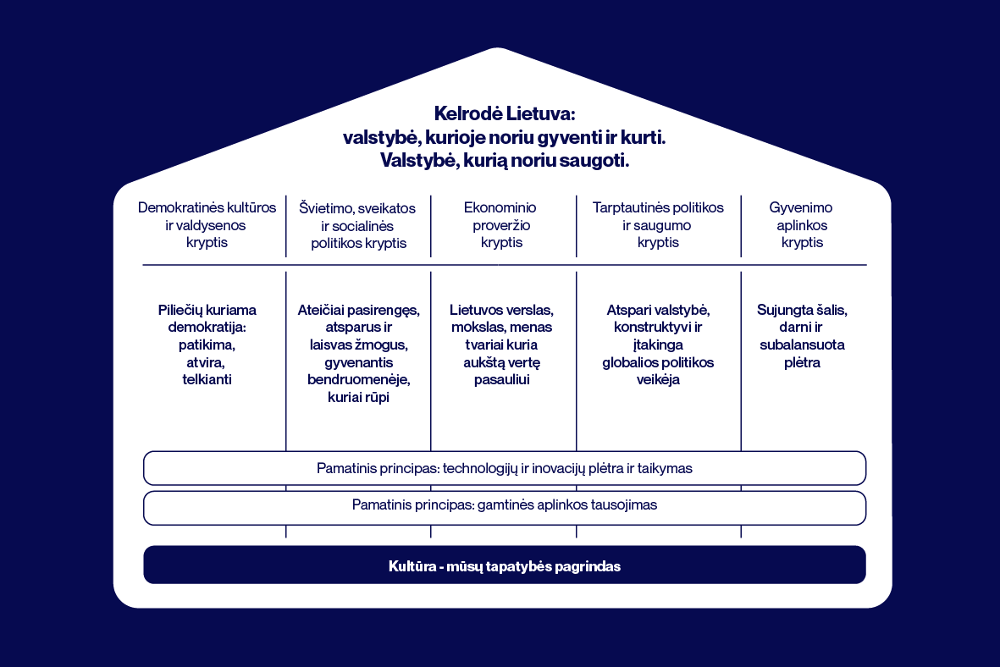 Kelrodė Lietuva:
valstybė, kurioje noriu gyventi ir kurti.
Valstybė, kurią noriu saugoti.
Demokratinės kultūros
ir valdysenos
kryptis
Švietimo, sveikatos
ir socialinės
politikos kryptis
Ekonominio
proveržio
kryptis
Tarptautinės politikos
ir saugumo
kryptis
Gyvenimo
aplinkos
kryptis
Piliečių kuriama
demokratija:
patikima,
atvira,
telkianti
Ateičiai pasirengęs,
atsparus ir
laisvas žmogus,
gyvenantis
bendruomenėje,
kuriai rūpi
Lietuvos verslas,
mokslas, menas
tvariai kuria
aukštą vertę
pasauliui
Atspari valstybė,
konstruktyvi ir
įtakinga
globalios politikos
veikėja
Sujungta šalis,
darni ir
subalansuota
plėtra
Pamatinis principas: technologijų ir inovacijų plėtra ir taikymas
Pamatinis principas: gamtinės aplinkos tausojimas
Kultūra - mūsų tapatybės pagrindas